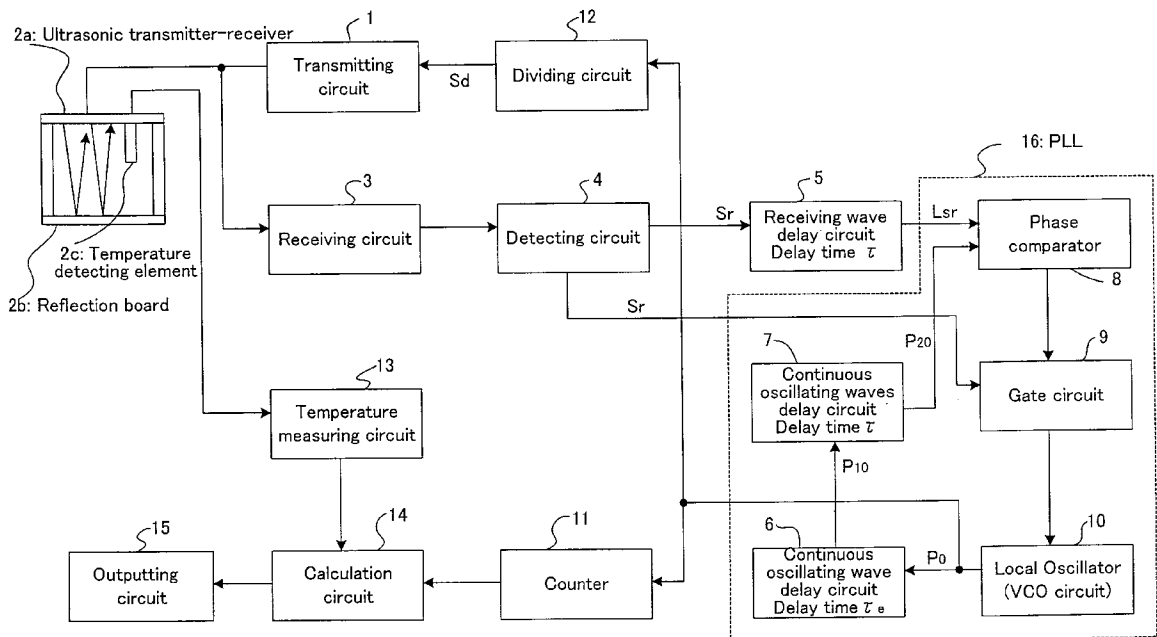 1
12
2a: Ultrasonic transmitter-receiver
Transmitting
circuit
Sd
Dividing circuit
16: PLL
3
4
5
Receiving circuit
Detecting circuit
Sr
Receiving wave
delay circuit
Delay time τ
Lsr
Phase
comparator
8
2c: Temperature
detecting element
2b: Reflection board
Sr
P20
7
9
13
Continuous
oscillating waves
delay circuit
Delay time τ
Gate circuit
Temperature
measuring circuit
P10
15
14
11
6
10
Outputting
circuit
Calculation
circuit
Counter
Continuous
oscillating wave
delay circuit
Delay time τe
P0
Local Oscillator
(VCO circuit)